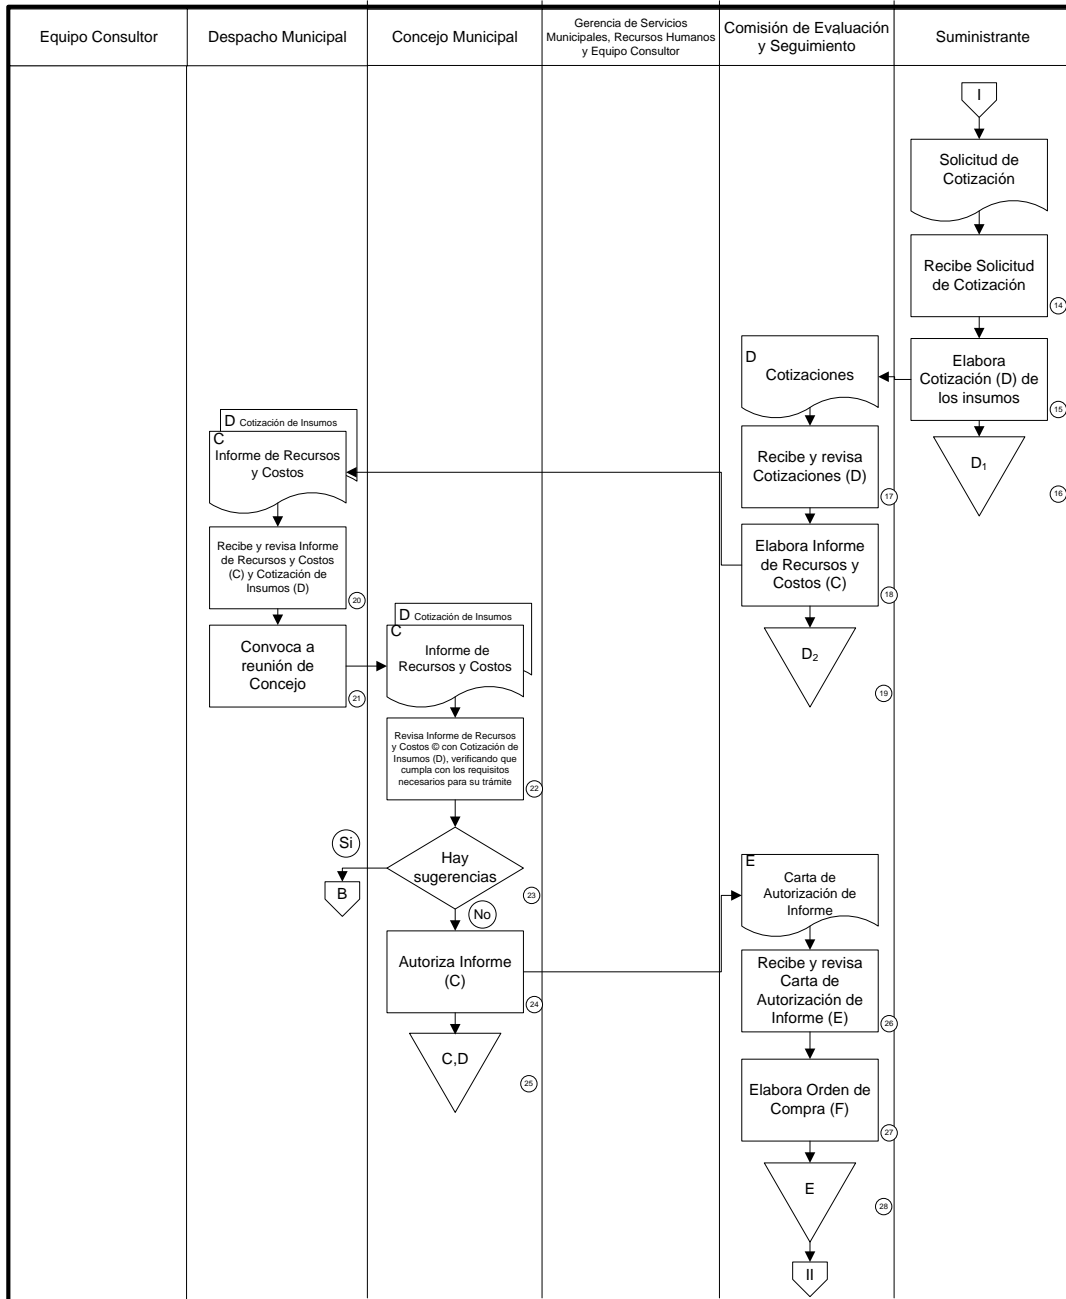 Equipo Consultor
Despacho Municipal
Concejo Municipal
Gerencia de Servicios
Municipales, Recursos Humanos
y Equipo Consultor
Comisión de Evaluación
y Seguimiento
Suministrante
I
Solicitud de
Cotización
Recibe Solicitud
de Cotización
14
Elabora
Cotización (D) de
los insumos
15
D1
16
D
Cotizaciones
Recibe y revisa
Cotizaciones (D)
17
Elabora Informe
de Recursos y
Costos (C)
18
D2
19
D Cotización de Insumos
C
Informe de Recursos
y Costos
Recibe y revisa Informe
de Recursos y Costos
(C) y Cotización de
Insumos (D)
20
Convoca a
reunión de
Concejo
21
D Cotización de Insumos
C
Informe de
Recursos y Costos
Revisa Informe de Recursos
y Costos © con Cotización de
Insumos (D), verificando que
cumpla con los requisitos
necesarios para su trámite
22
Hay
sugerencias
23
Si
B
No
Autoriza Informe
(C)
24
C,D
25
E
Carta de
Autorización de
Informe
Recibe y revisa
Carta de
Autorización de
Informe (E)
26
Elabora Orden de
Compra (F)
27
E
28
II